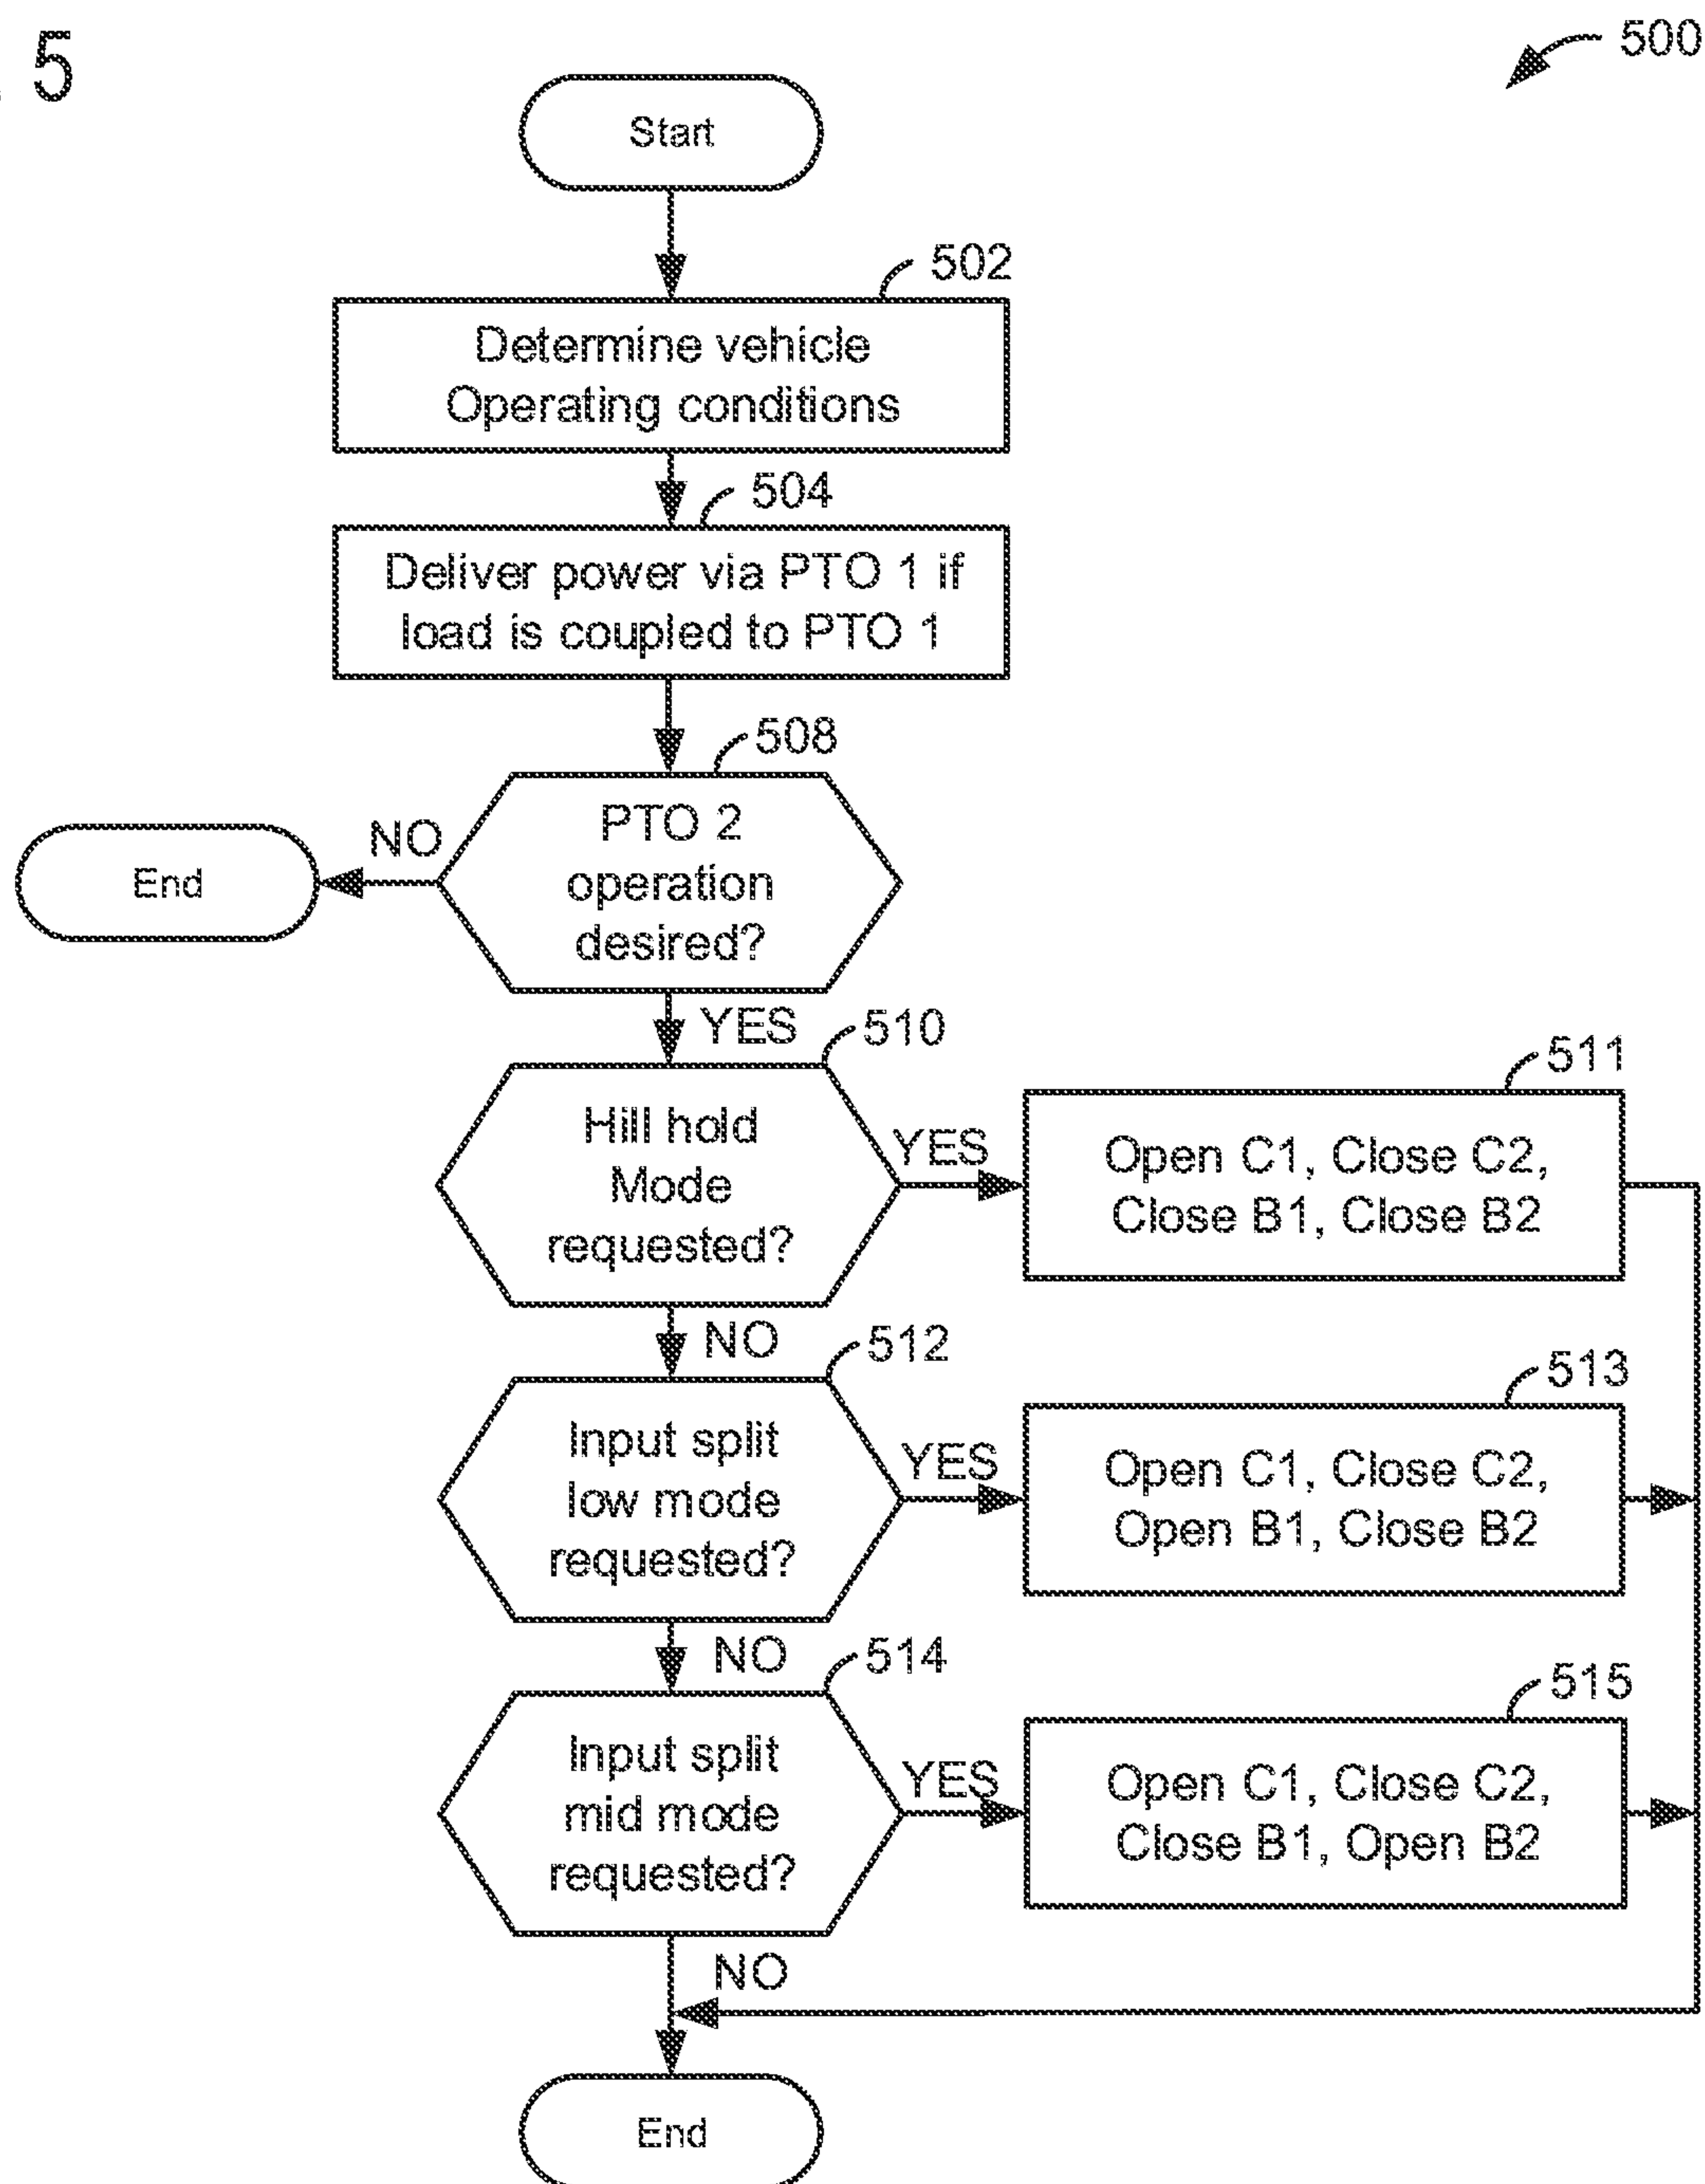 5
500
Start
502
Determine vehicle
Operating conditions
504
Deliver power via PTO 1 if
load is coupled to PTO 1
508
PTO 2
operation
desired?
NO
End
YES
510
Hill hold
Mode
requested?
YES
511
Open C1, Close C2,
Close B1, Close B2
NO
512
Input split
low mode
requested?
YES
513
Open C1, Close C2,
Open B1, Close B2
NO
514
Input split
mid mode
requested?
YES
515
Open C1, Close C2,
Close B1, Open B2
NO
End